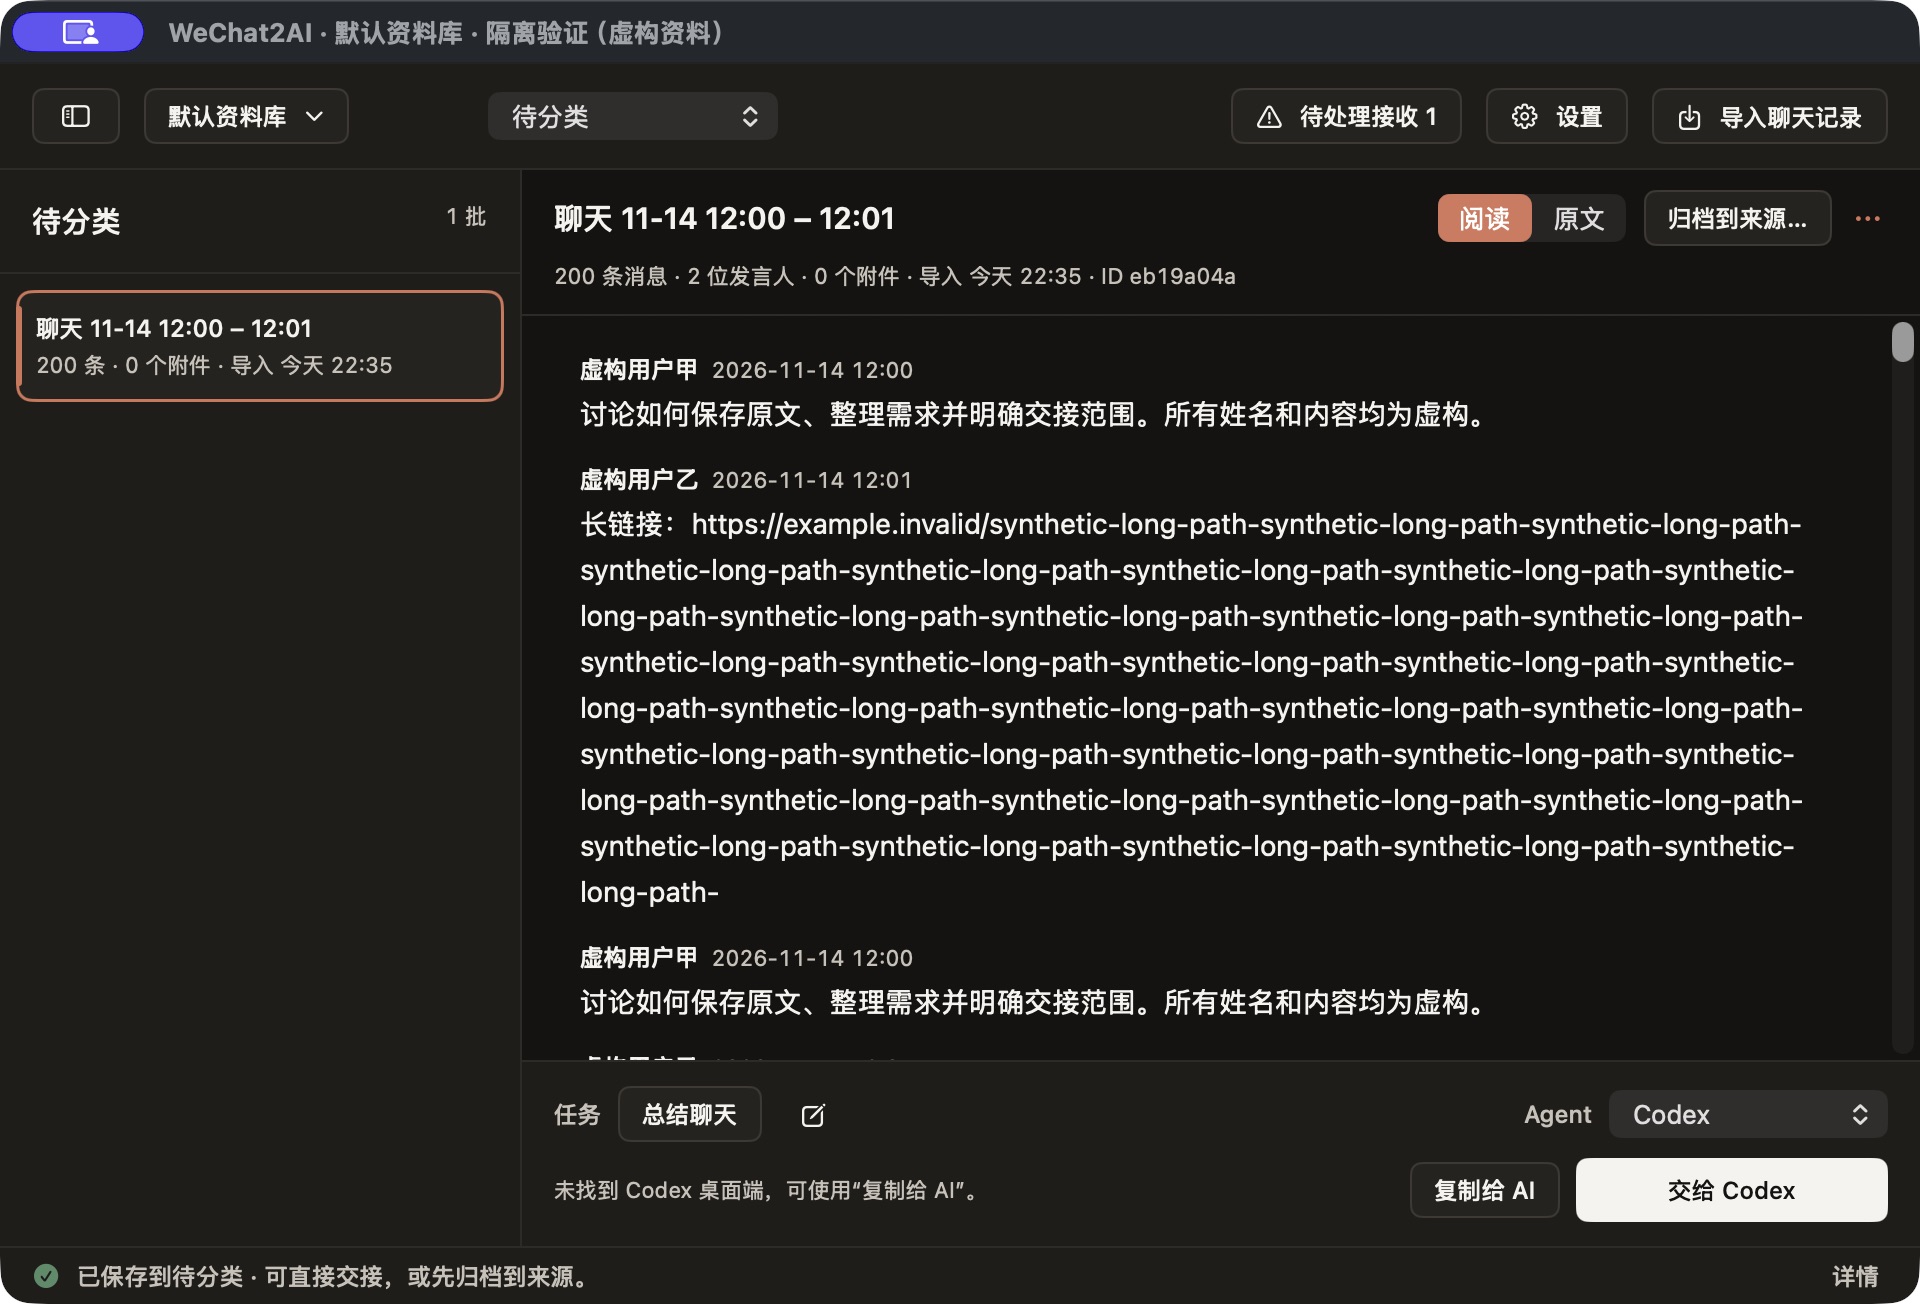 WeChat2AI · 默认资料库 · 隔离验证（虚构资料）
默认资料库
待分类
待处理接收 1
设置
导入聊天记录
待分类
1 批
聊天 11-14 12:00 – 12:01
200 条 · 0 个附件 · 导入 今天 22:35
聊天 11-14 12:00 – 12:01
阅读
原文
归档到来源...
200 条消息 · 2 位发言人 · 0 个附件 · 导入 今天 22:35 · ID eb19a04a
虚构用户甲 2026-11-14 12:00
讨论如何保存原文、整理需求并明确交接范围。所有姓名和内容均为虚构。
虚构用户乙 2026-11-14 12:01
长链接：https://example.invalid/synthetic-long-path-synthetic-long-path-synthetic-long-path-
synthetic-long-path-synthetic-long-path-synthetic-long-path-synthetic-long-path-synthetic-
long-path-synthetic-long-path-synthetic-long-path-synthetic-long-path-synthetic-long-path-
synthetic-long-path-synthetic-long-path-synthetic-long-path-synthetic-long-path-synthetic-
long-path-synthetic-long-path-synthetic-long-path-synthetic-long-path-synthetic-long-path-
synthetic-long-path-synthetic-long-path-synthetic-long-path-synthetic-long-path-synthetic-
long-path-synthetic-long-path-synthetic-long-path-synthetic-long-path-synthetic-long-path-
synthetic-long-path-synthetic-long-path-synthetic-long-path-synthetic-long-path-synthetic-
long-path-
虚构用户甲 2026-11-14 12:00
讨论如何保存原文、整理需求并明确交接范围。所有姓名和内容均为虚构。
任务
总结聊天
Agent
Codex
未找到 Codex 桌面端，可使用“复制给 AI”。
复制给 AI
交给 Codex
已保存到待分类 · 可直接交接，或先归档到来源。
详情